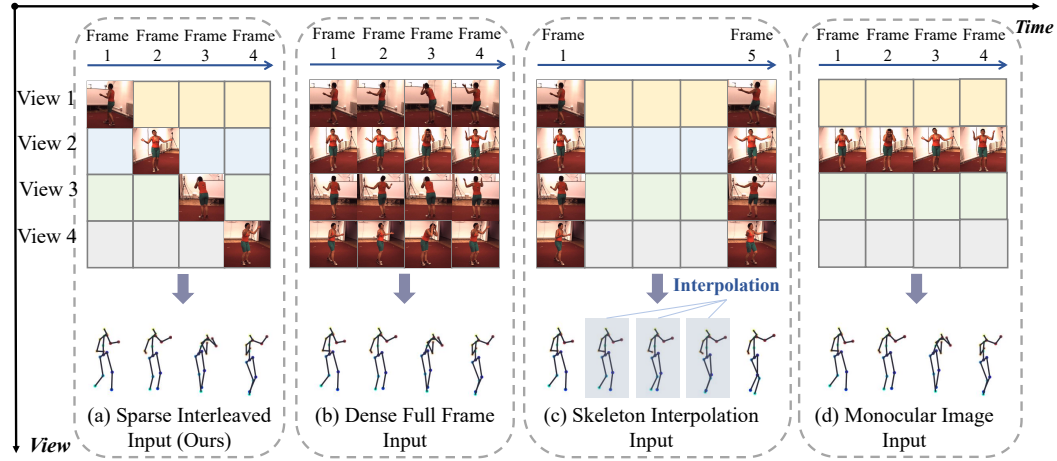 Time
Frame Frame Frame Frame
1 2 3 4
Frame Frame Frame Frame
1 2 3 4
Frame Frame
1 5
Frame Frame Frame Frame
1 2 3 4
View 1
View 2
View 3
View 4
Interpolation
(a) Sparse Interleaved
Input (Ours)
(b) Dense Full Frame
Input
(c) Skeleton Interpolation
Input
(d) Monocular Image
Input
View